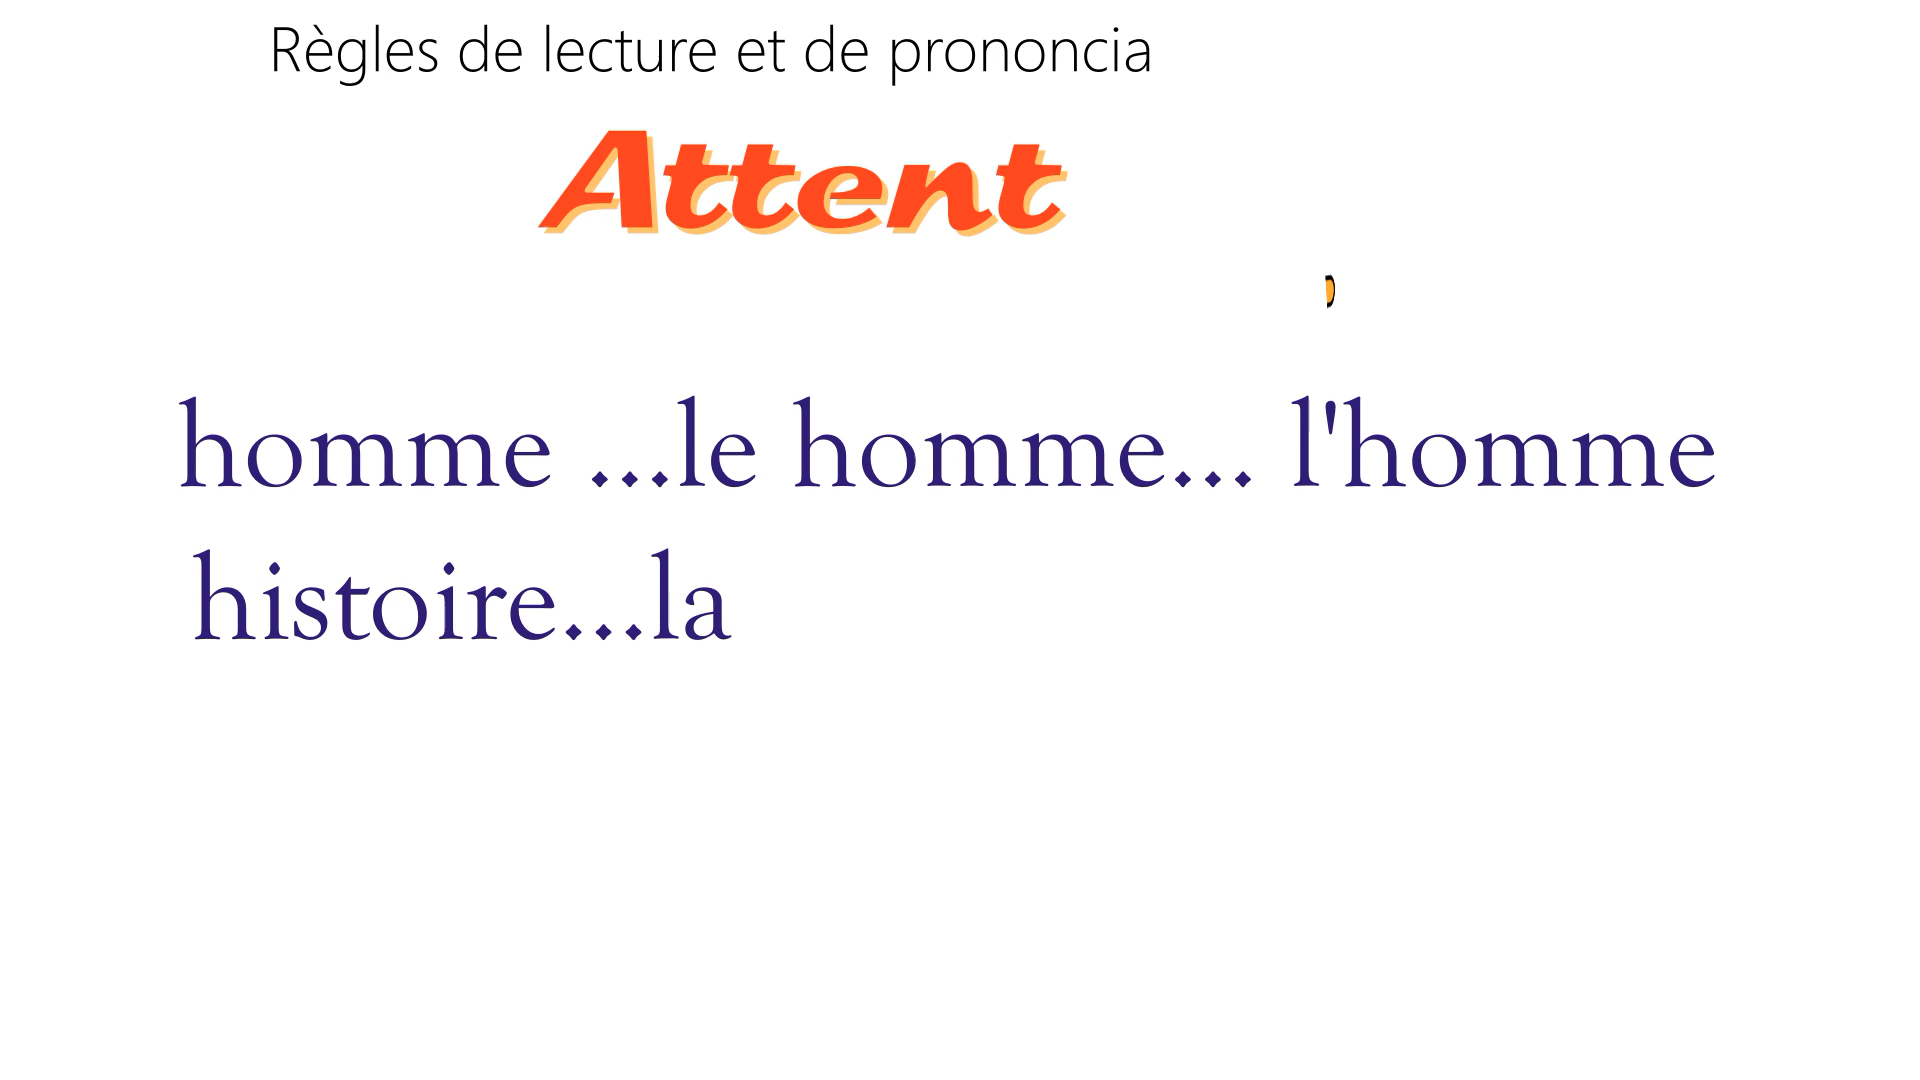 Règles de lecture et de prononcia
Attent
homme ...le homme... l'homme
histoire...la